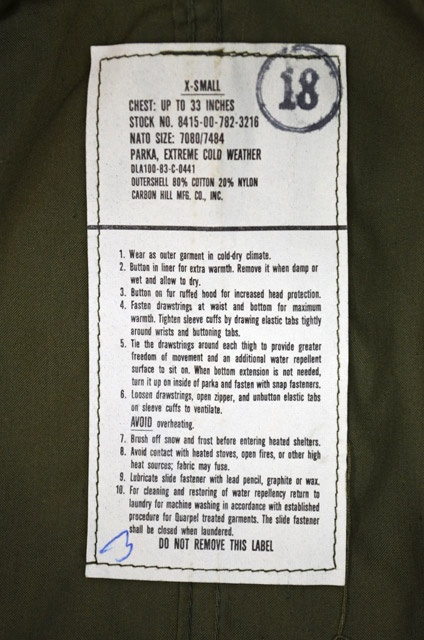 18
X-SMALL
CHEST: UP TO 33 INCHES
STOCK NO. 8415-00-782-3216
NATO SIZE: 7080/7484
PARKA, EXTREME COLD WEATHER
DLA100-83-C-0441
OUTERSHELL 80% COTTON 20% NYLON
CARBON HILL MFG. CO., INC.
1. Wear as outer garment in cold-dry climate.
2. Button in liner for extra warmth. Remove it when damp or
wet and allow to dry.
3. Button on fur ruffed hood for increased head protection.
4. Fasten drawstrings at waist and bottom for maximum
warmth. Tighten sleeve cuffs by drawing elastic tabs tightly
around wrists and buttoning tabs.
5. Tie the drawstrings around each thigh to provide greater
freedom of movement and an additional water repellent
surface to sit on. When bottom extension is not needed,
turn it up on inside of parka and fasten with snap fasteners.
6. Loosen drawstrings, open zipper, and unbutton elastic tabs
on sleeve cuffs to ventilate.
AVOID overheating.
7. Brush off snow and frost before entering heated shelters.
8. Avoid contact with heated stoves, open fires, or other high
heat sources; fabric may fuse.
9. Lubricate slide fastener with lead pencil, graphite or wax.
10. For cleaning and restoring of water repellency return to
laundry for machine washing in accordance with established
procedure for Quarpel treated garments. The slide fastener
shall be closed when laundered.
3
DO NOT REMOVE THIS LABEL